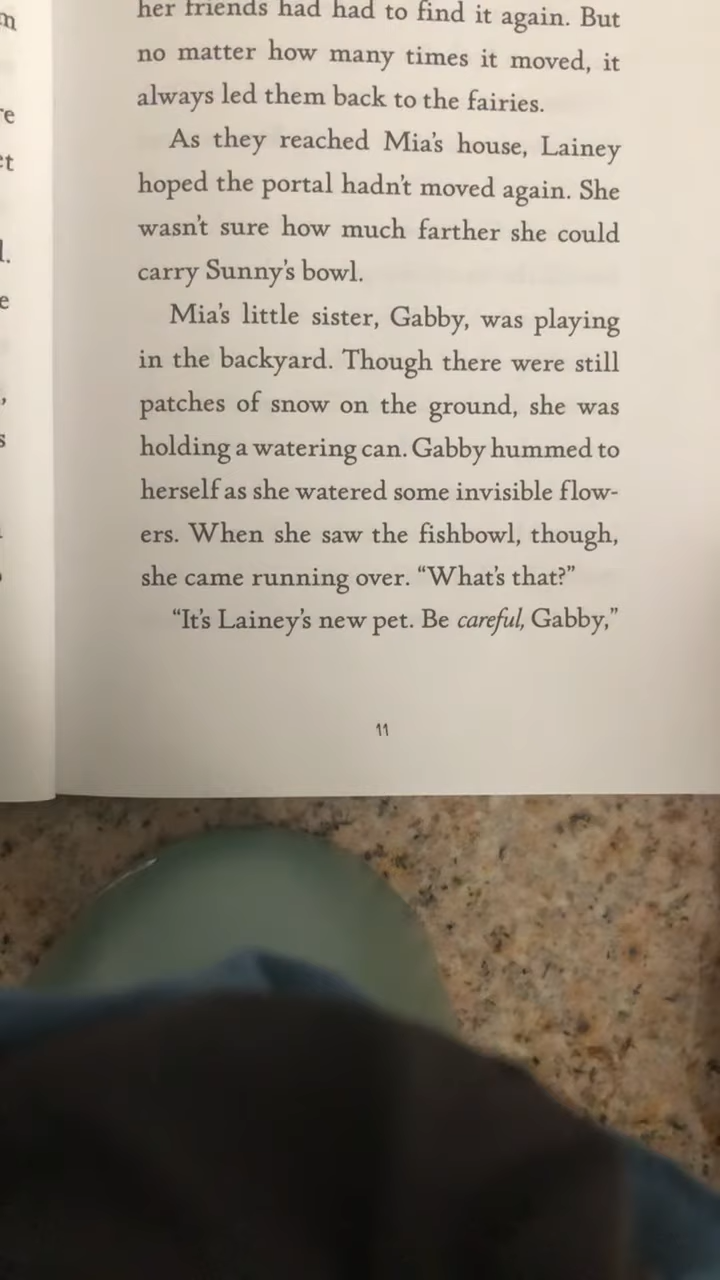 her friends had had to find it again. But
no matter how many times it moved, it
always led them back to the fairies.
As they reached Mia's house, Lainey
hoped the portal hadn't moved again. She
wasn't sure how much farther she could
carry Sunny's bowl.
Mia's little sister, Gabby, was playing
in the backyard. Though there were still
patches of snow on the ground, she was
holding a watering can. Gabby hummed to
herself as she watered some invisible flow-
ers. When she saw the fishbowl, though,
she came running over. “What's that?”
“It's Lainey's new pet. Be careful, Gabby,”
11